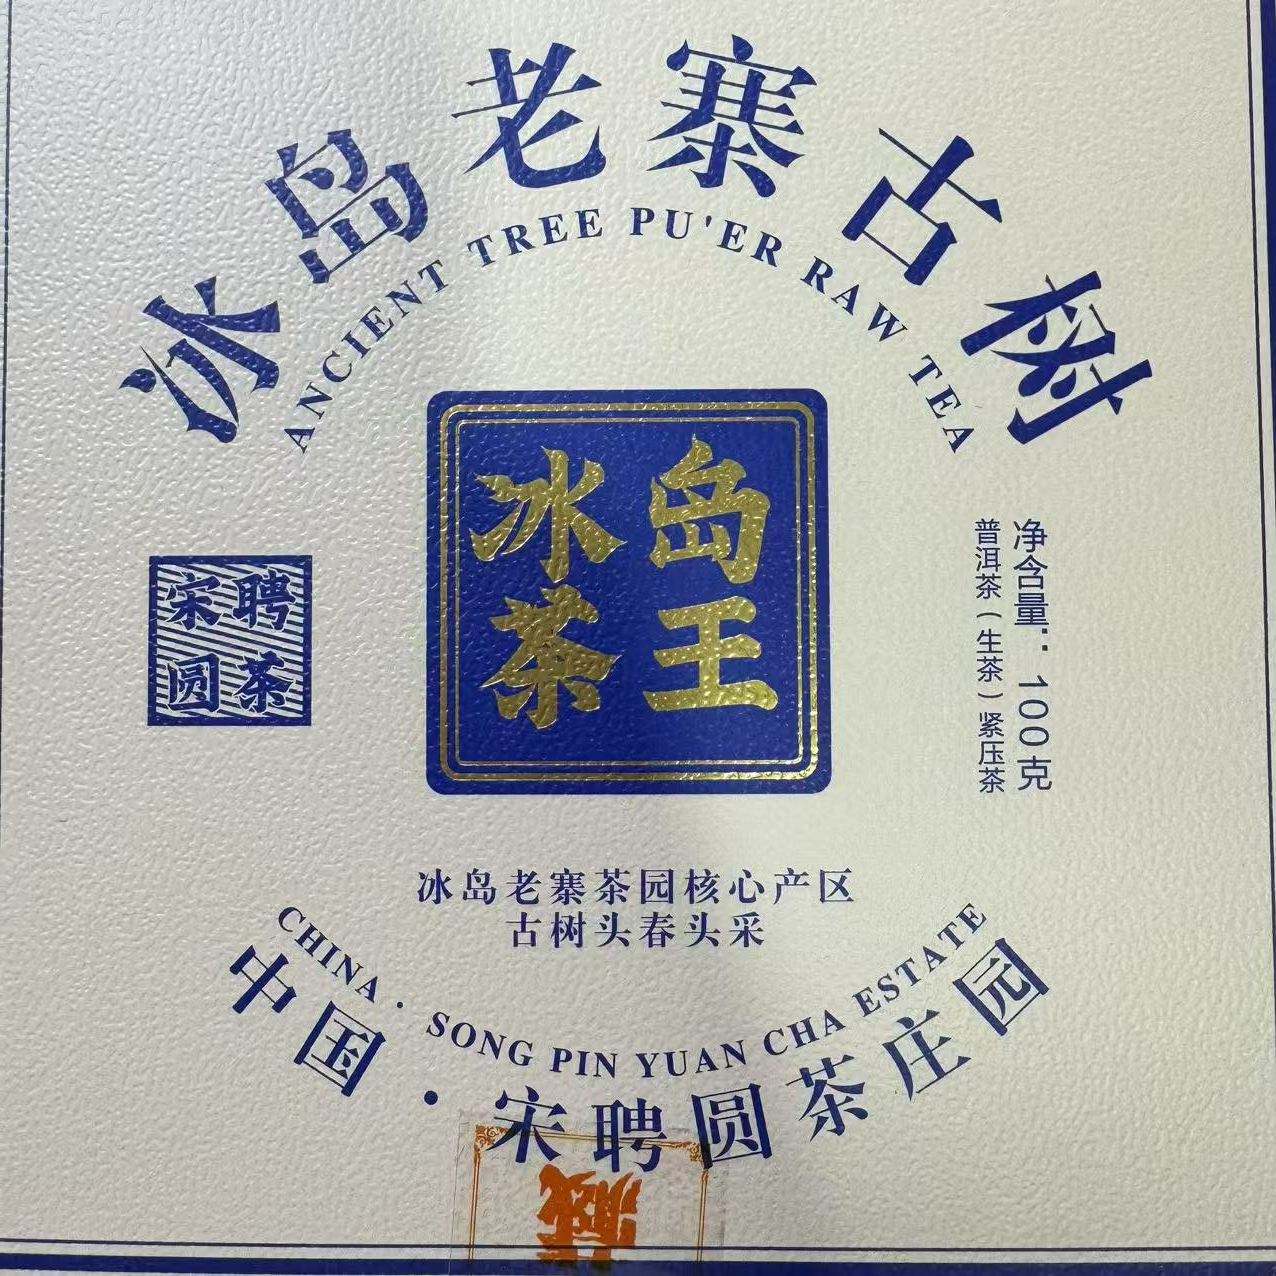 冰岛老寨古树
ANCIENT TREE PU'ER RAW TEA
冰岛
茶王
宋聘
圆茶
净含量：100克
普洱茶(生茶)紧压茶
冰岛老寨茶园核心产区
古树头春头采
CHINA · SONG PIN YUAN CHA ESTATE
中国·宋聘圆茶庄园
藏